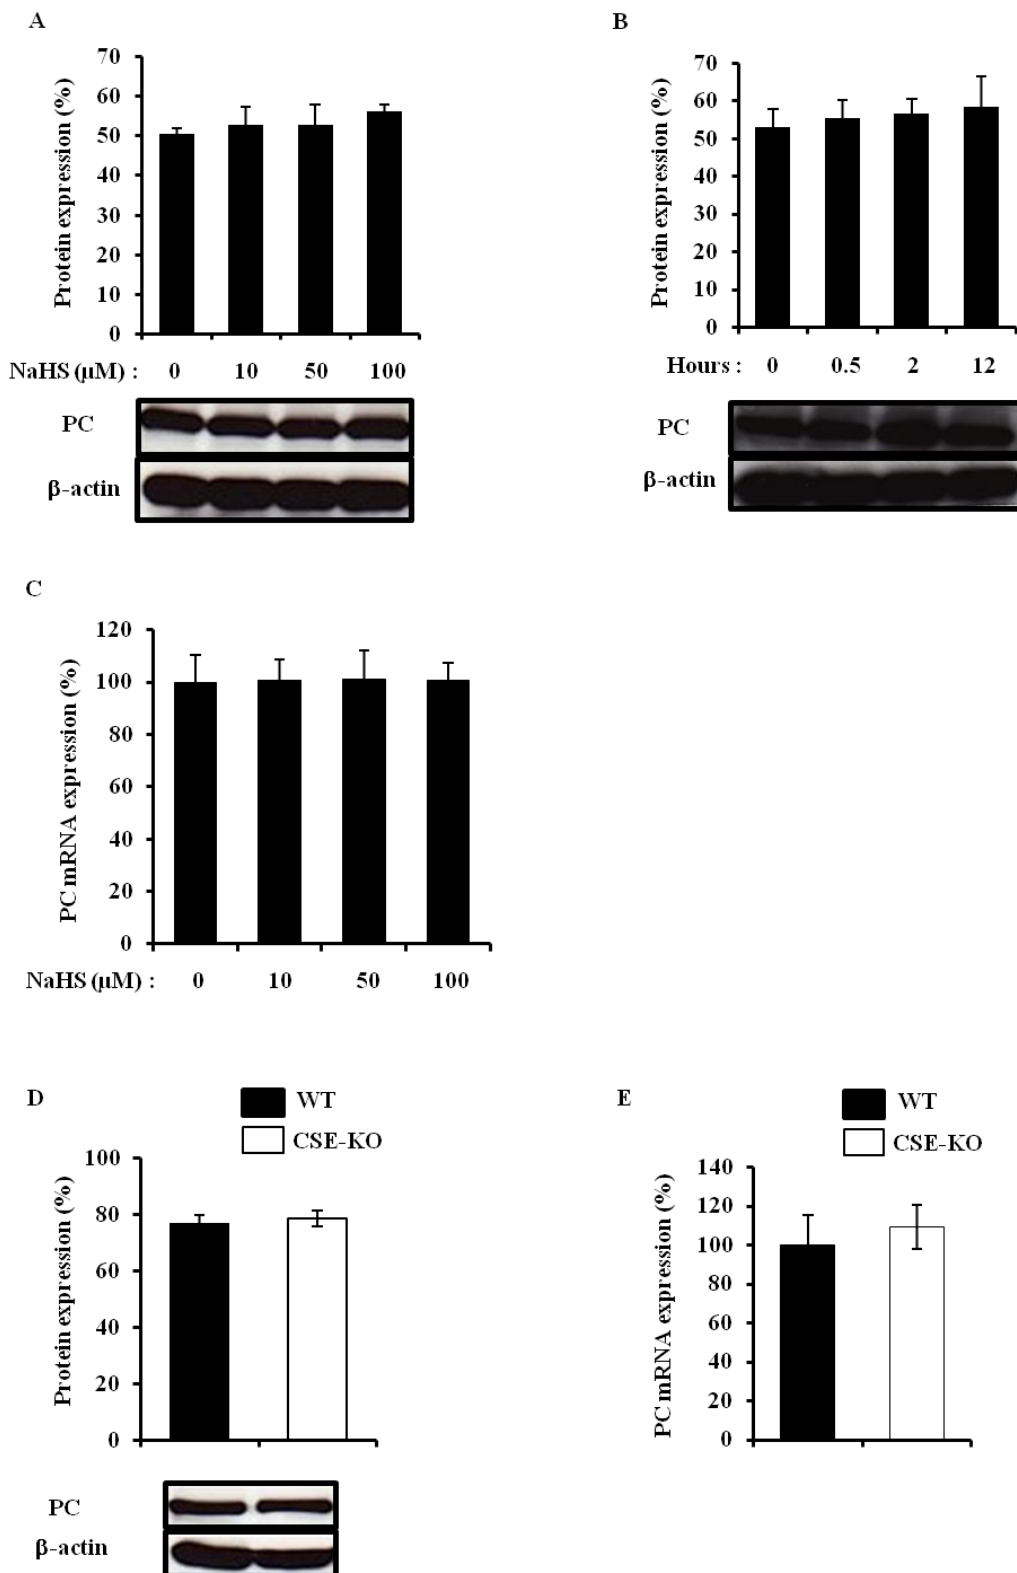 A
Protein expression (%)
70
60
50
40
30
20
10
0
NaHS (μM) : 0 10 50 100
PC
β-actin
B
Protein expression (%)
70
60
50
40
30
20
10
0
Hours : 0 0.5 2 12
PC
β-actin
C
PC mRNA expression (%)
120
100
80
60
40
20
0
NaHS (μM) : 0 10 50 100
D
WT
CSE-KO
Protein expression (%)
100
80
60
40
20
0
PC
β-actin
E
WT
CSE-KO
PC mRNA expression (%)
140
120
100
80
60
40
20
0